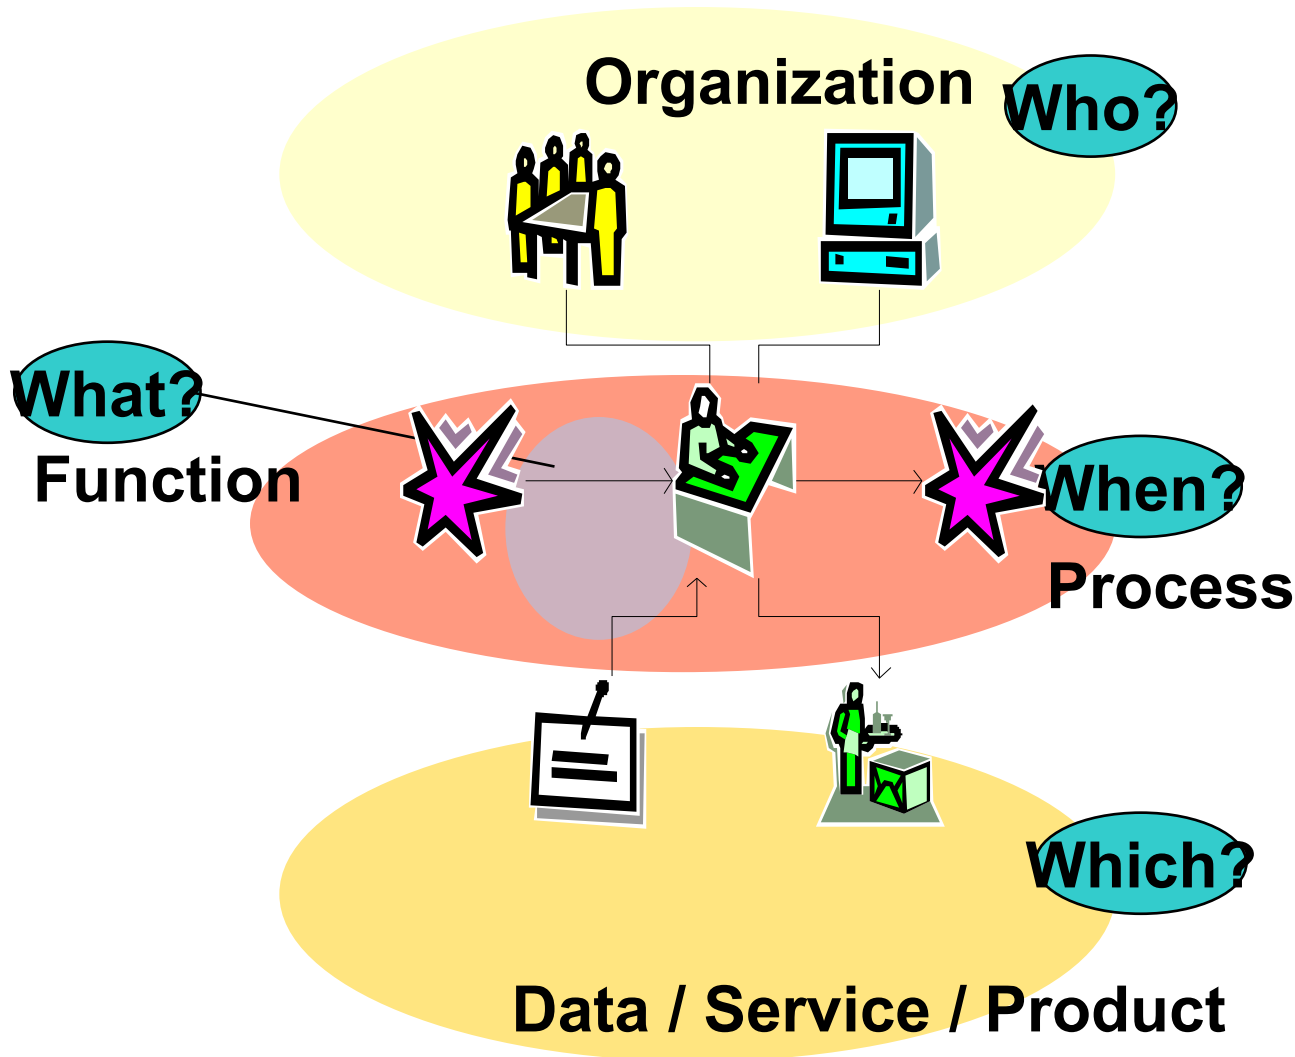 Organization
Who?
What?
Function
When?
Process
Which?
Data / Service / Product